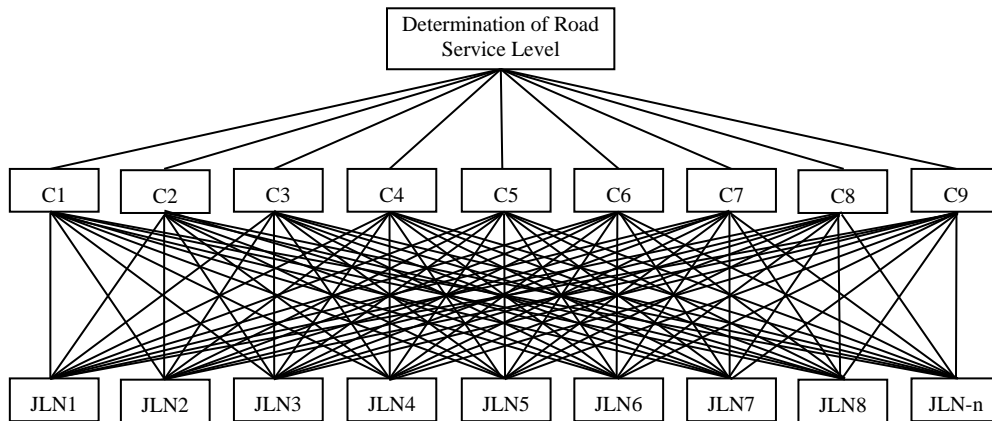 Determination of Road
Service Level
C1 C2 C3 C4 C5 C6 C7 C8 C9
JLN1 JLN2 JLN3 JLN4 JLN5 JLN6 JLN7 JLN8 JLN-n